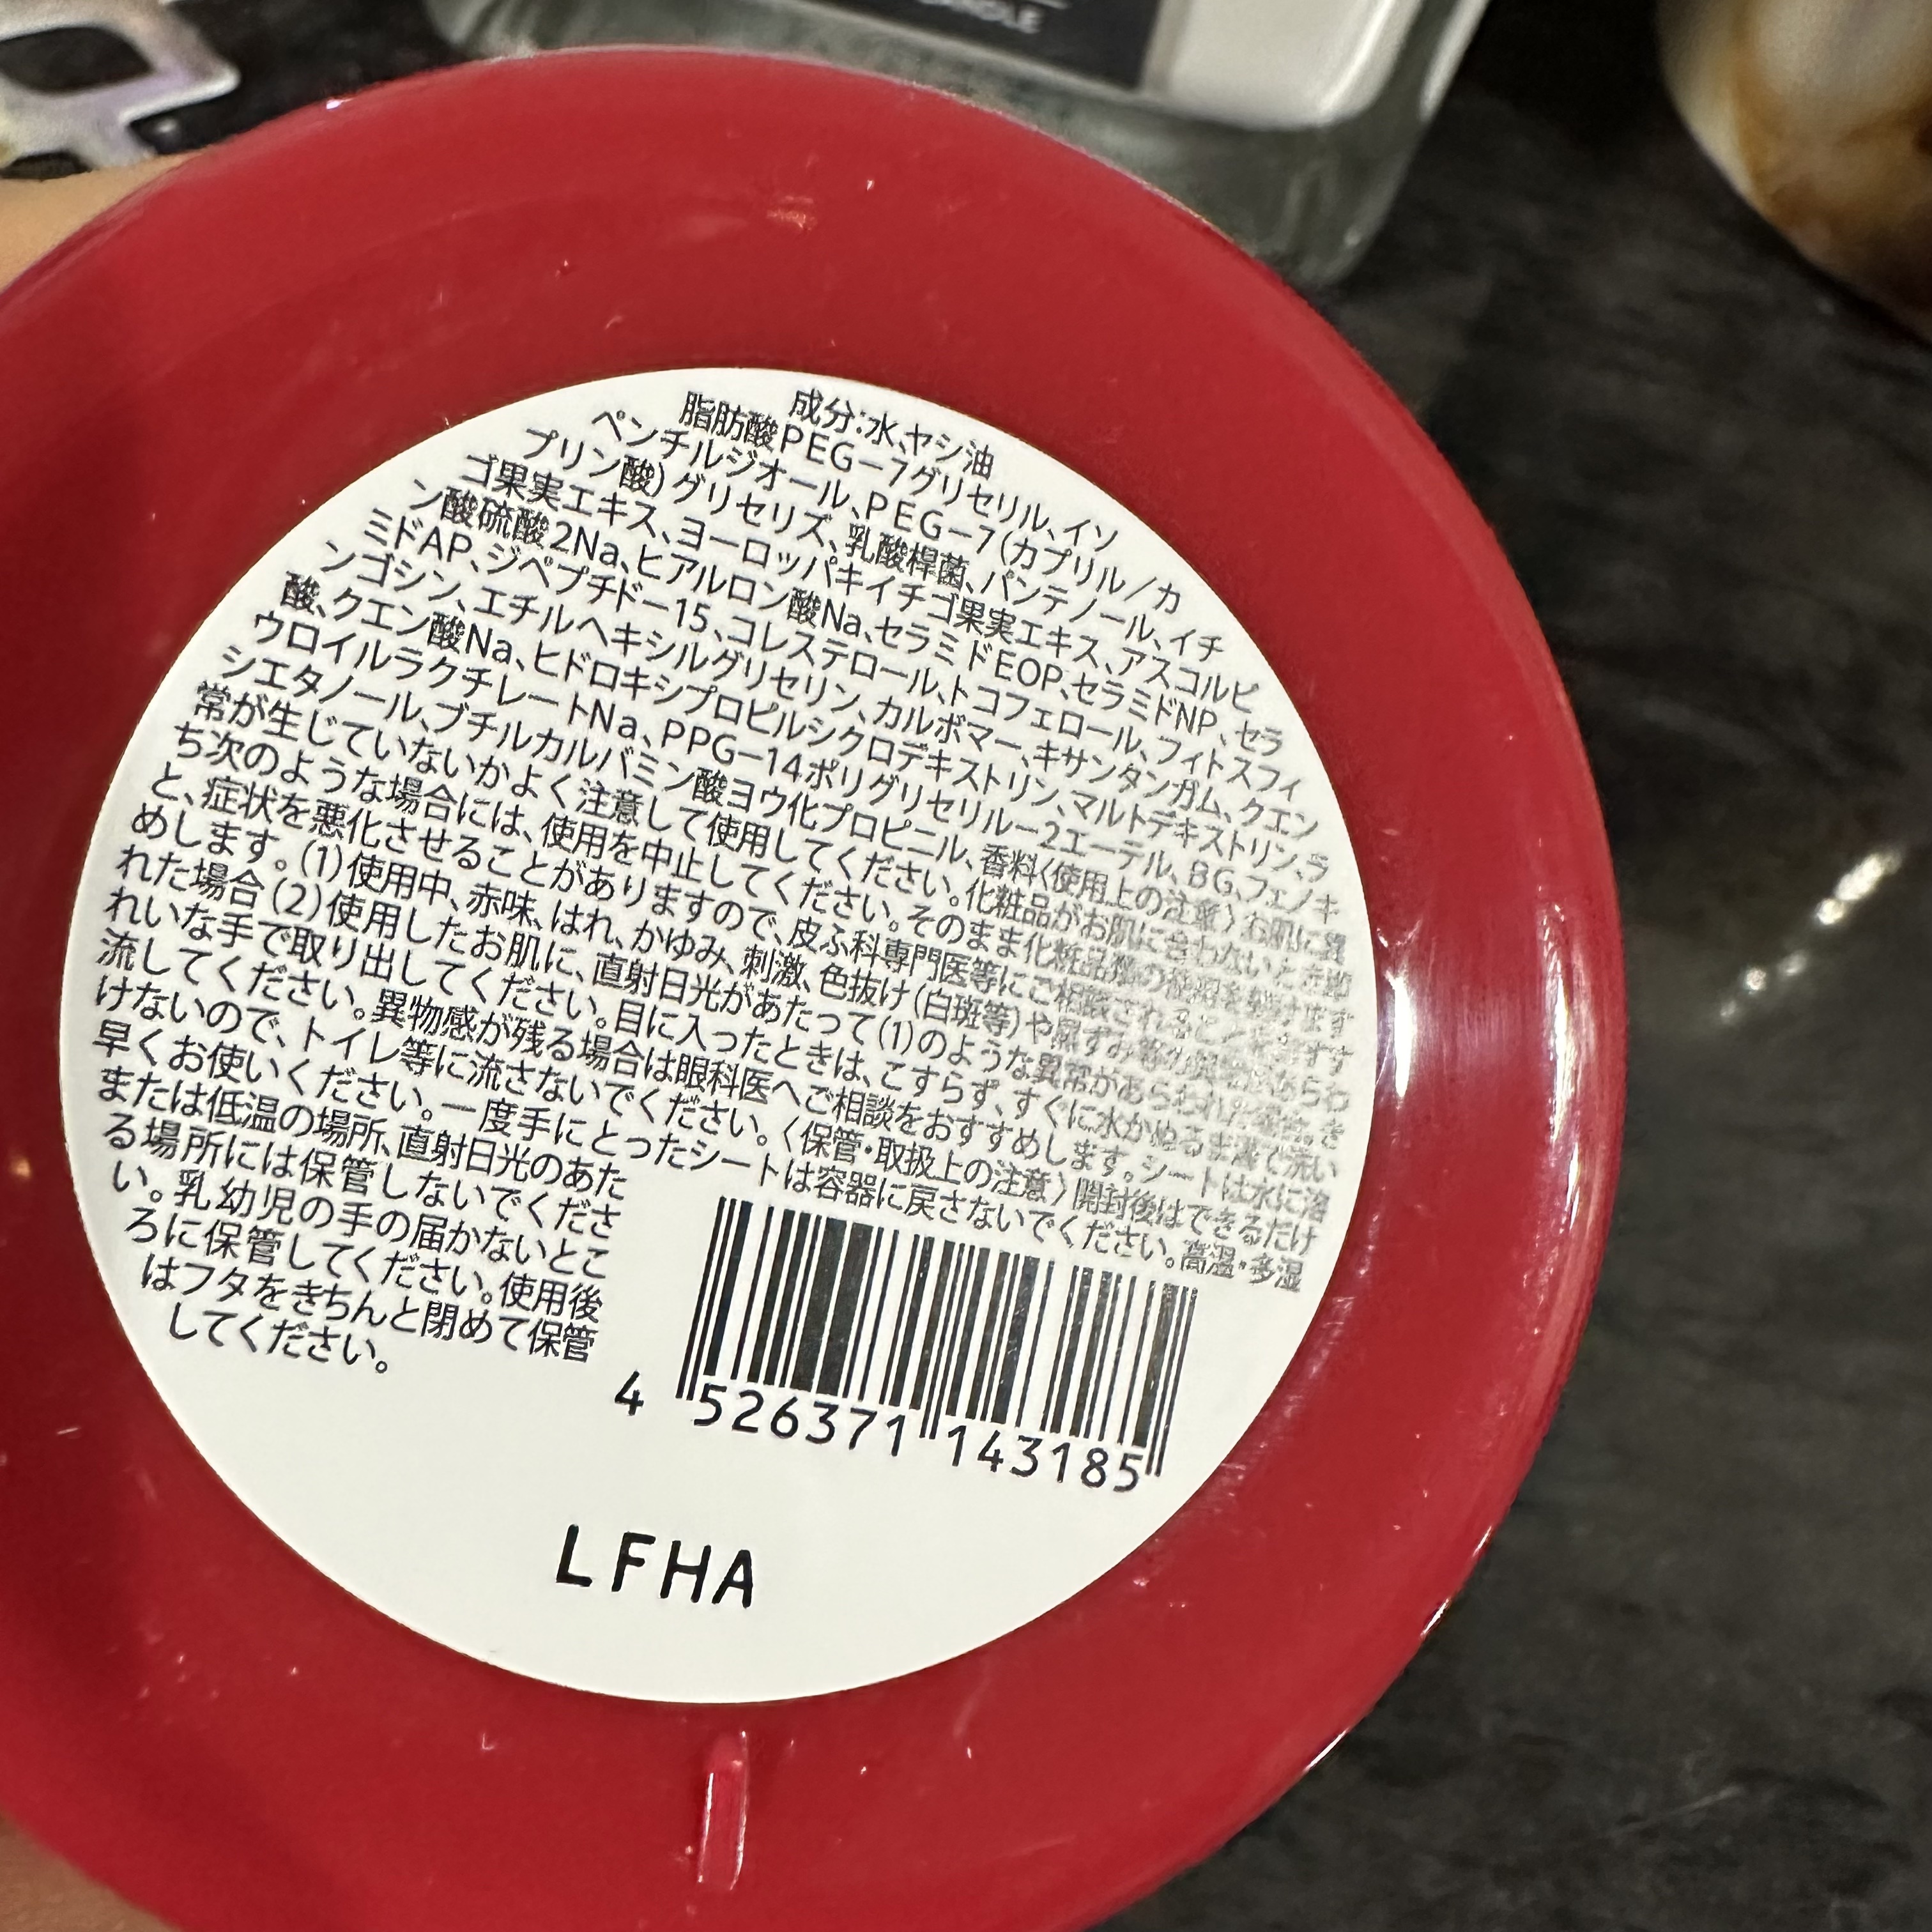 成分:水、ヤシ油
脂肪酸PEG-7グリセリル、イソ
ペンチルジオール、PEG-7(カプリル/カ
プリン酸)グリセリズ、乳酸桿菌、パンテノール、イチ
ゴ果実エキス、ヨーロッパキイチゴ果実エキス、アスコルビ
ン酸硫酸2Na、ヒアルロン酸Na、セラミドEOP、セラミドNP、セラ
ミドAP、ジペプチド-15、コレステロール、トコフェロール、フィトスフィ
ンゴシン、エチルヘキシルグリセリン、カルボマー、キサンタンガム、クエン
酸、クエン酸Na、ヒドロキシプロピルシクロデキストリン、マルトデキストリン、ラ
ウロイルラクチレートNa、PPG-14ポリグリセリル-2エーテル、BG、フェノキ
シエタノール、ブチルカルバミン酸ヨウ化プロピニル、香料〈使用上の注意〉お肌に異
常が生じていないかよく注意して使用してください。化粧品がお肌に合わないとき即
ち次のような場合には、使用を中止してください。そのまま化粧品類の使用を続けます
と、症状を悪化させることがありますので、皮ふ科専門医等にご相談されることをおすす
めします。(1)使用中、赤味、はれ、かゆみ、刺激、色抜け(白斑等)や黒ずみ等の異常があらわ
れた場合(2)使用したお肌に、直射日光があたって(1)のような異常があらわれた場合。き
れいな手で取り出してください。目に入ったときは、こすらず、すぐに水かぬるま湯で洗い
流してください。異物感が残る場合は眼科医へご相談をおすすめします。シートは水に溶
けないので、トイレ等に流さないでください。〈保管・取扱上の注意〉開封後はできるだけ
早くお使いください。一度手にとったシートは容器に戻さないでください。高温・多湿
または低温の場所、直射日光のあた
る場所には保管しないでくださ
い。乳幼児の手の届かないとこ
ろに保管してください。使用後
はフタをきちんと閉めて保管
してください。
4 526371 143185
LFHA